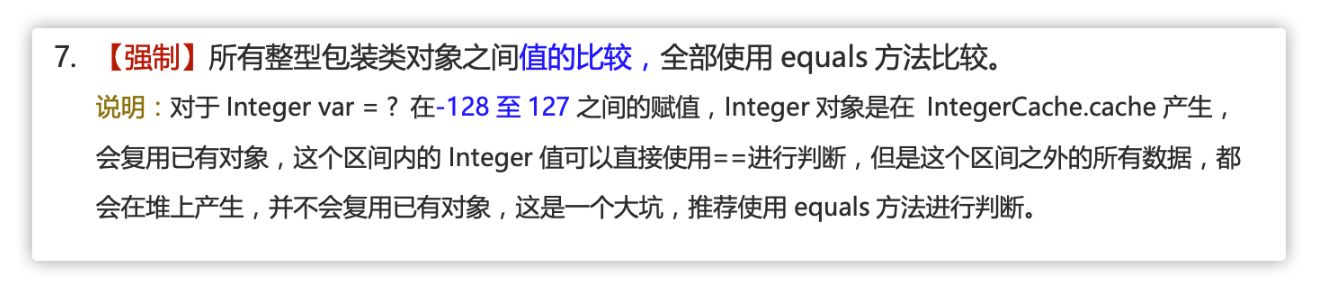 7. 【强制】所有整型包装类对象之间值的比较，全部使用 equals 方法比较。
说明：对于 Integer var = ? 在-128 至 127 之间的赋值，Integer 对象是在 IntegerCache.cache 产生，
会复用已有对象，这个区间内的 Integer 值可以直接使用==进行判断，但是这个区间之外的所有数据，都
会在堆上产生，并不会复用已有对象，这是一个大坑，推荐使用 equals 方法进行判断。